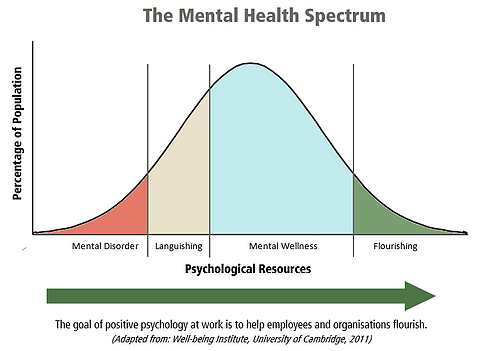 The Mental Health Spectrum
Percentage of Population
Mental Disorder
Languishing
Mental Wellness
Flourishing
Psychological Resources
The goal of positive psychology at work is to help employees and organisations flourish.
(Adapted from: Well-being Institute, University of Cambridge, 2011)